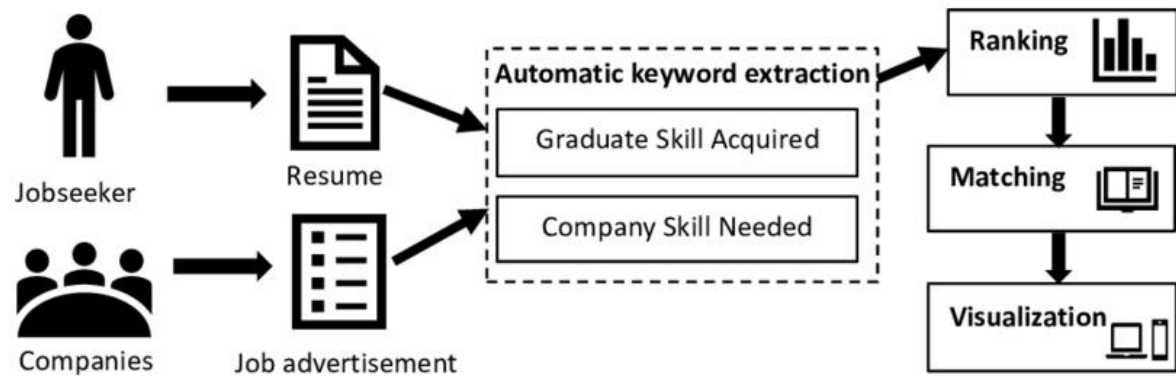 Jobseeker
Resume
Companies
Job advertisement
Automatic keyword extraction
Graduate Skill Acquired
Company Skill Needed
Ranking
Matching
Visualization